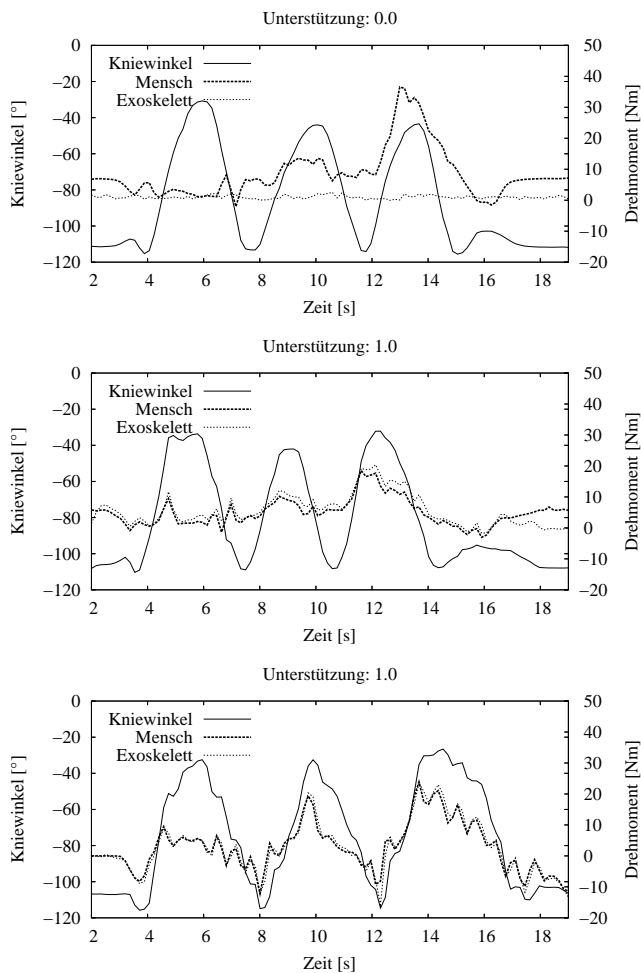 Unterstützung: 0.0
Kniewinkel [°]
Drehmoment [Nm]
0
−20
−40
−60
−80
−100
−120
50
40
30
20
10
0
−10
−20
Kniewinkel
Mensch
Exoskelett
2 4 6 8 10 12 14 16 18
Zeit [s]
Unterstützung: 1.0
Kniewinkel [°]
Drehmoment [Nm]
0
−20
−40
−60
−80
−100
−120
50
40
30
20
10
0
−10
−20
Kniewinkel
Mensch
Exoskelett
2 4 6 8 10 12 14 16 18
Zeit [s]
Unterstützung: 1.0
Kniewinkel [°]
Drehmoment [Nm]
0
−20
−40
−60
−80
−100
−120
50
40
30
20
10
0
−10
−20
Kniewinkel
Mensch
Exoskelett
2 4 6 8 10 12 14 16 18
Zeit [s]